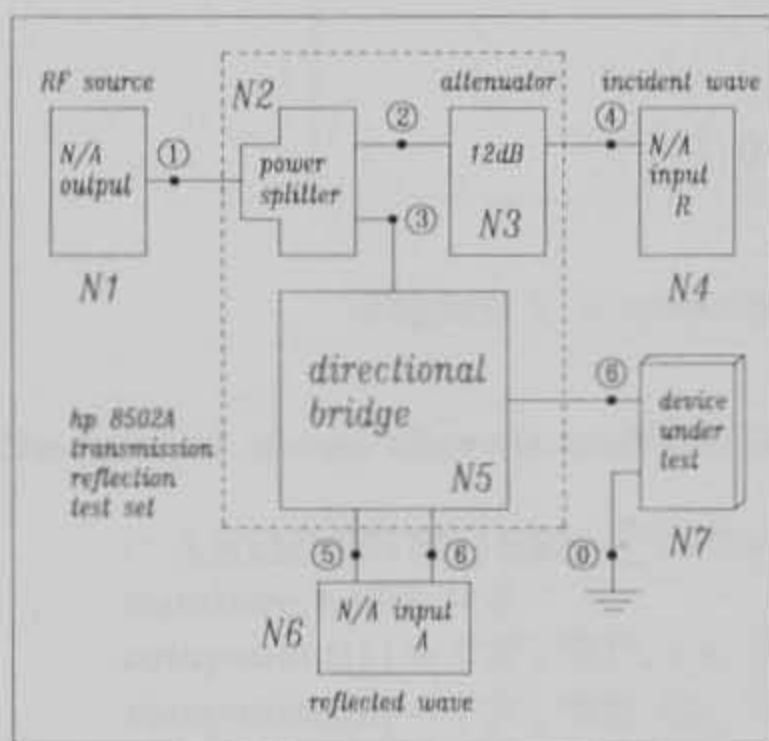 RF source
N/A
output
N1
①
N2
power
splitter
②
③
attenuator
12dB
N3
④
incident wave
N/A
input
R
N4
directional
bridge
N5
⑥
device
under
test
N7
⓪
hp 8502A
transmission
reflection
test set
⑤
⑥
N6
N/A input
A
reflected wave